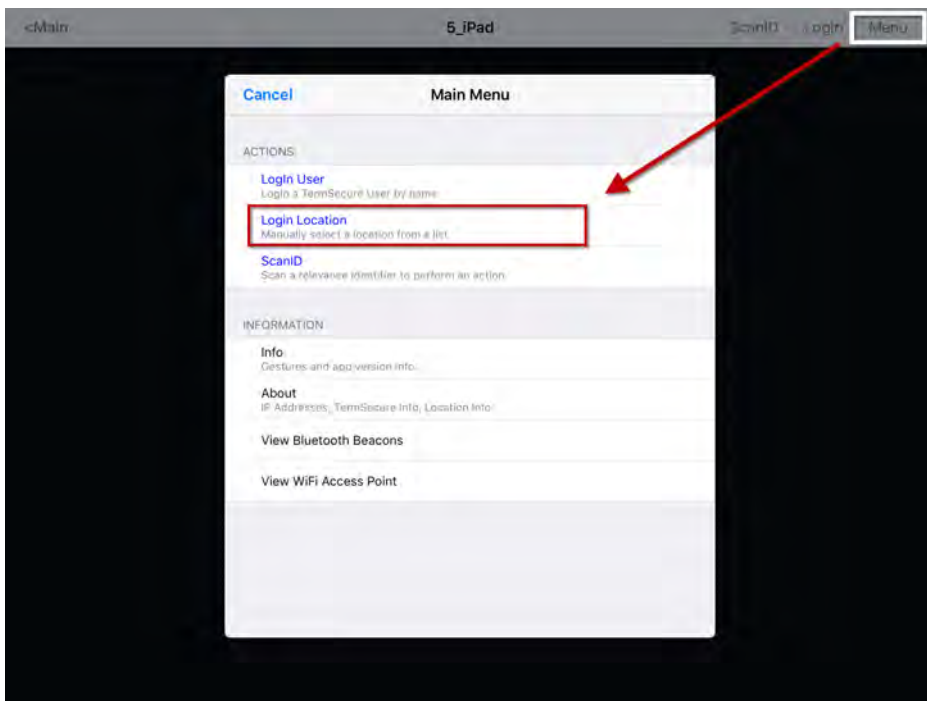 <Main 5_iPad ScanID Login Menu
Cancel Main Menu
ACTIONS
LogIn User
Login a TermSecure User by name
Login Location
Manually select a location from a list.
ScanID
Scan a relevance identifier to perform an action.
INFORMATION
Info
Gestures and app version info.
About
IP Addresses, TermSecure Info, Location Info
View Bluetooth Beacons
View WiFi Access Point